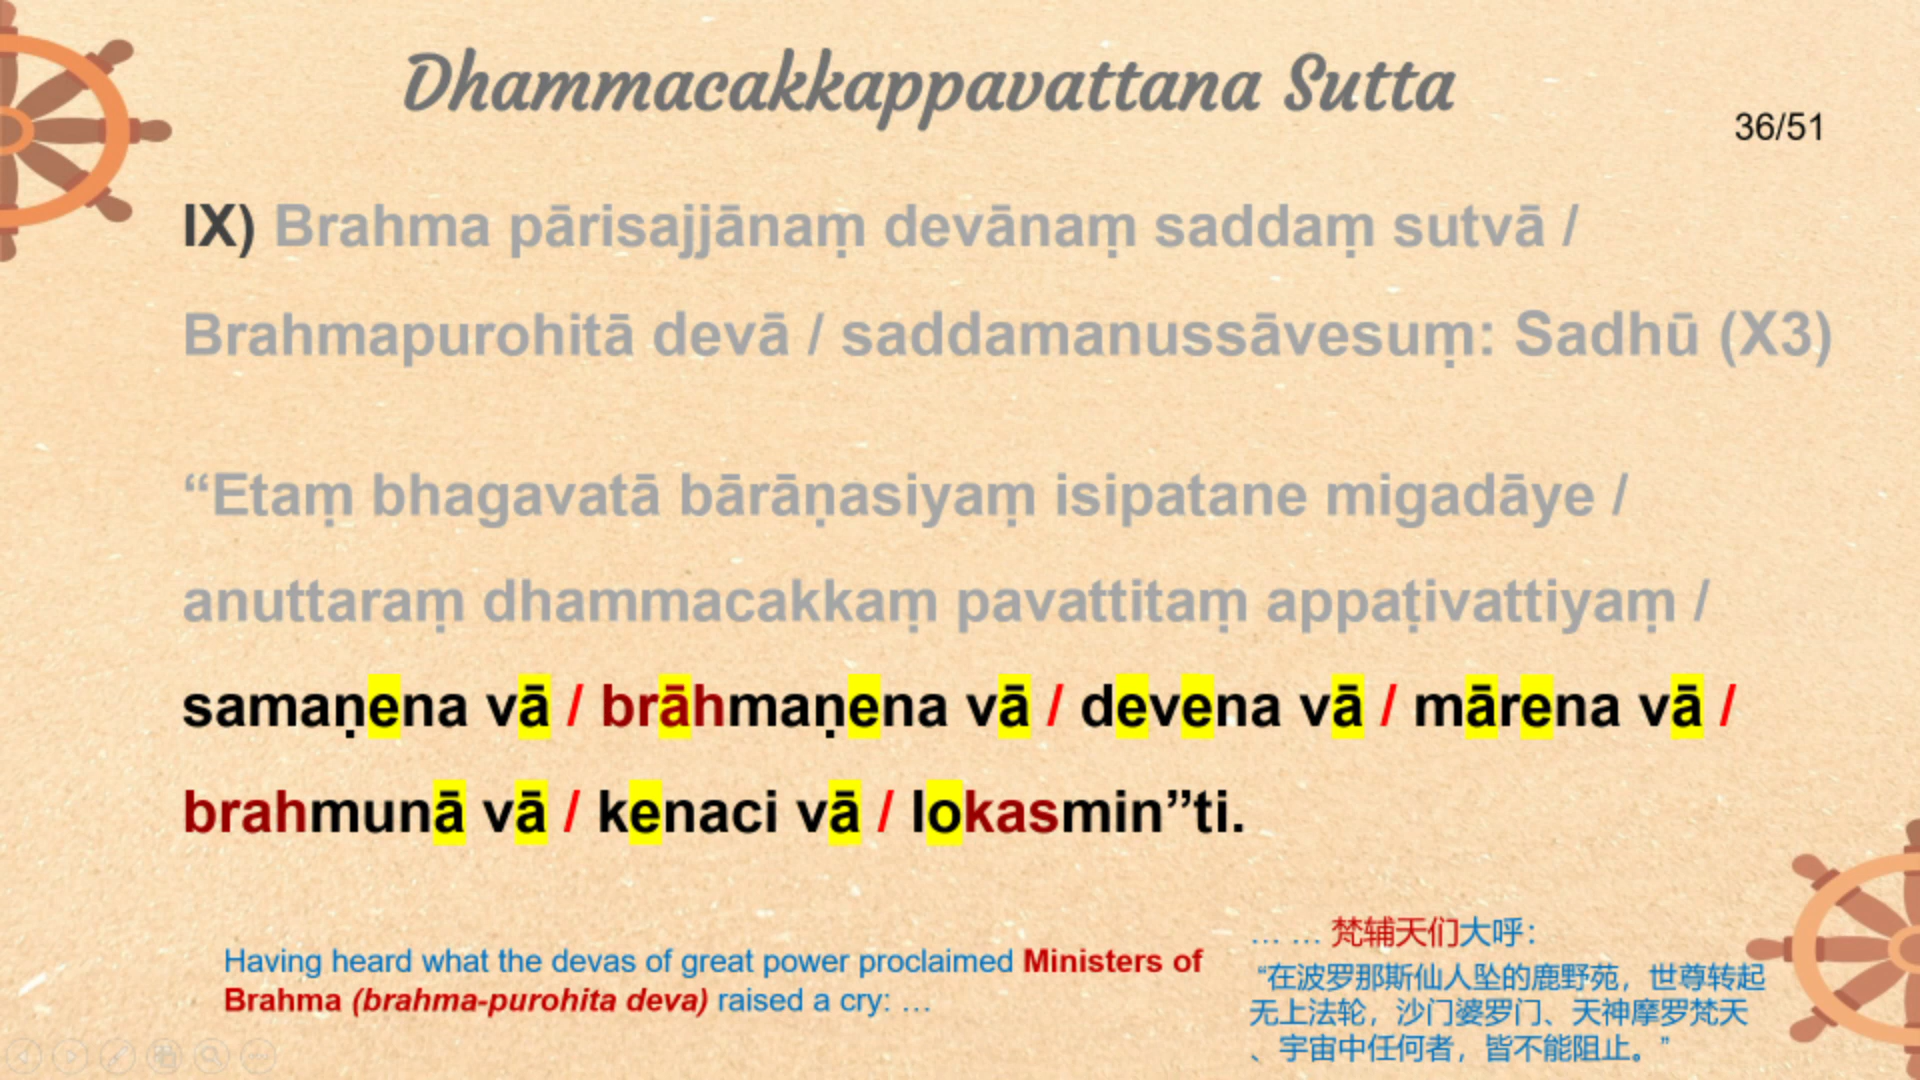 Dhammacakkappavattana Sutta
36/51
IX) Brahma pārisajjānaṃ devānaṃ saddaṃ sutvā /
Brahmapurohitā devā / saddamanussāvesuṃ: Sadhū (X3)
“Etaṃ bhagavatā bārāṇasiyaṃ isipatane migadāye /
anuttaraṃ dhammacakkaṃ pavattitaṃ appaṭivattiyaṃ /
samaṇena vā / brāhmaṇena vā / devena vā / mārena vā /
brahmunā vā / kenaci vā / lokasmin”ti.
Having heard what the devas of great power proclaimed Ministers of
Brahma (brahma-purohita deva) raised a cry: …
… … 梵辅天们大呼：
“在波罗那斯仙人坠的鹿野苑，世尊转起
无上法轮，沙门婆罗门、天神摩罗梵天
、宇宙中任何者，皆不能阻止。”